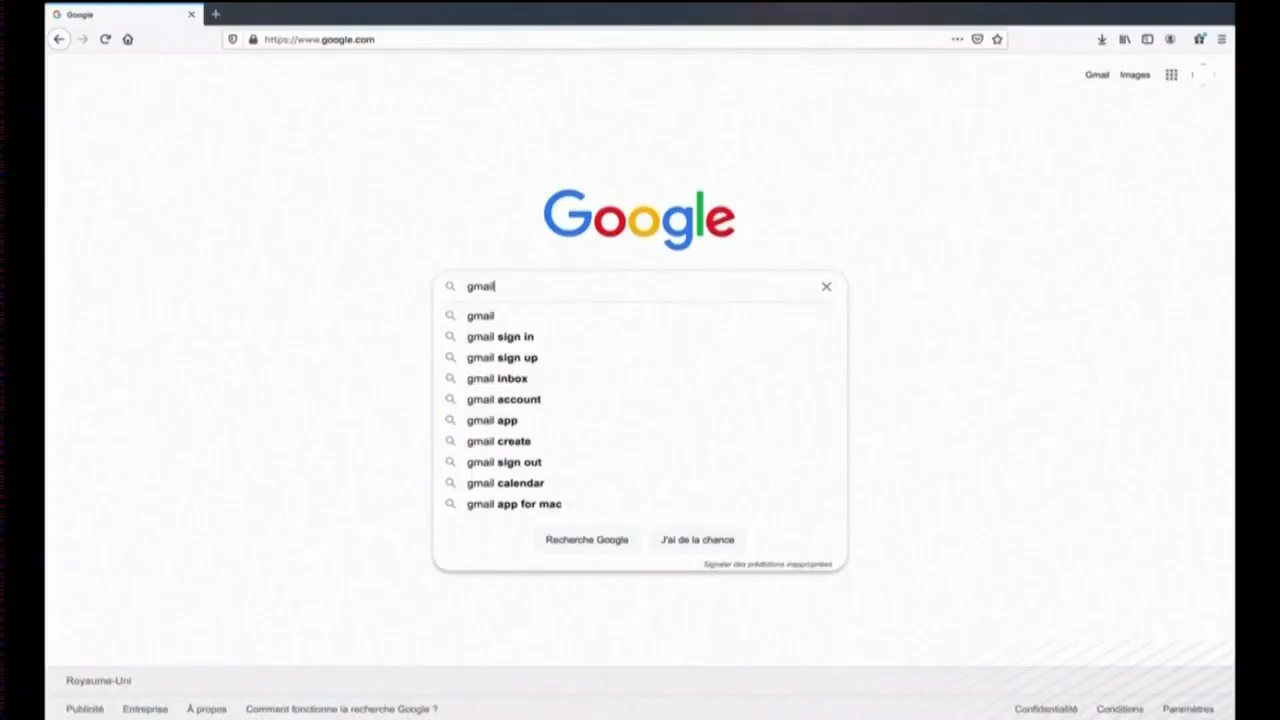 Google
https://www.google.com
Gmail Images
Google
gmail
gmail
gmail sign in
gmail sign up
gmail inbox
gmail account
gmail app
gmail create
gmail sign out
gmail calendar
gmail app for mac
Recherche Google J'ai de la chance
Signaler des prédictions inappropriées
Royaume-Uni
Publicité Entreprise À propos Comment fonctionne la recherche Google ? Confidentialité Conditions Paramètres